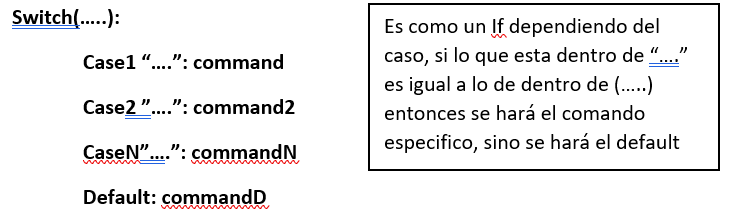 Switch(…..):
Case1 “….”: command
Case2 ”….”: command2
CaseN”….”: commandN
Default: commandD
Es como un If dependiendo del
caso, si lo que esta dentro de “….”
es igual a lo de dentro de (…..)
entonces se hará el comando
especifico, sino se hará el default